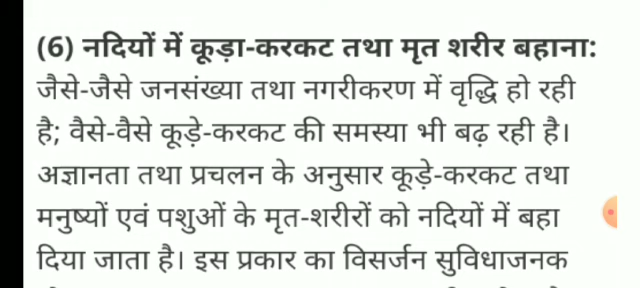 (6) नदियों में कूड़ा-करकट तथा मृत शरीर बहाना:
जैसे-जैसे जनसंख्या तथा नगरीकरण में वृद्धि हो रही
है; वैसे-वैसे कूड़े-करकट की समस्या भी बढ़ रही है।
अज्ञानता तथा प्रचलन के अनुसार कूड़े-करकट तथा
मनुष्यों एवं पशुओं के मृत-शरीरों को नदियों में बहा
दिया जाता है। इस प्रकार का विसर्जन सुविधाजनक